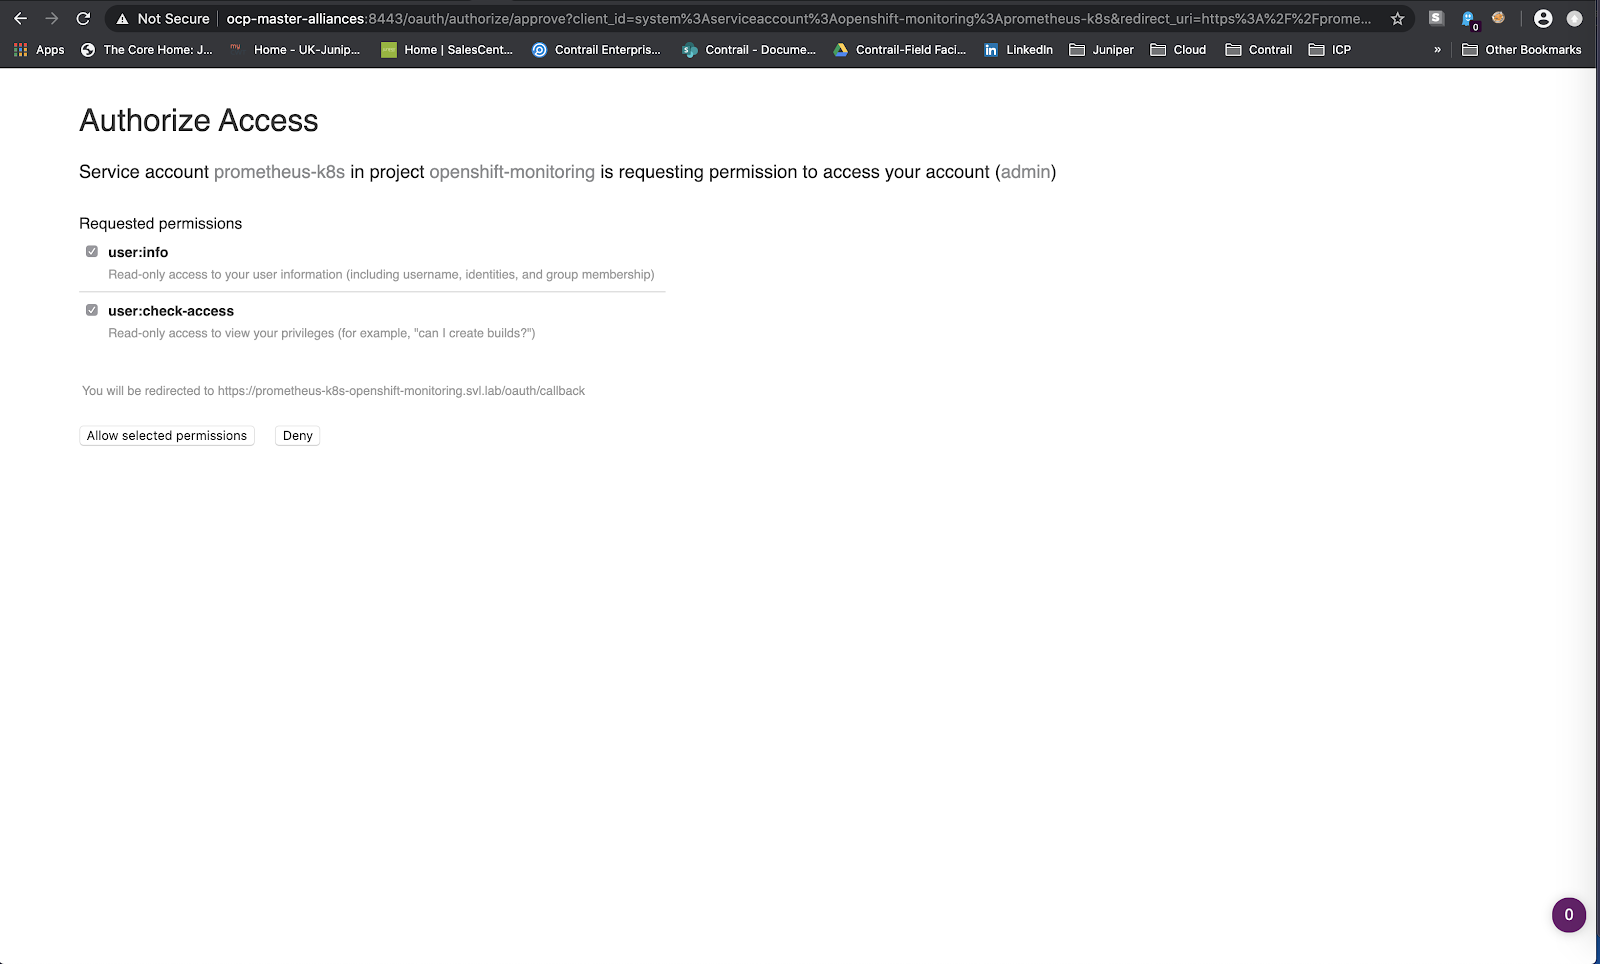 Not Secure ocp-master-alliances:8443/oauth/authorize/approve?client_id=system%3Aserviceaccount%3Aopenshift-monitoring%3Aprometheus-k8s&redirect_uri=https%3A%2F%2Fprome... S 0
Apps The Core Home: J... my Home - UK-Junip... Home | SalesCent... Contrail Enterpris... Contrail - Docume... Contrail-Field Faci... in LinkedIn Juniper Cloud Contrail ICP » Other Bookmarks
Authorize Access
Service account prometheus-k8s in project openshift-monitoring is requesting permission to access your account (admin)
Requested permissions
user:info
Read-only access to your user information (including username, identities, and group membership)
user:check-access
Read-only access to view your privileges (for example, "can I create builds?")
You will be redirected to https://prometheus-k8s-openshift-monitoring.svl.lab/oauth/callback
Allow selected permissions Deny
0